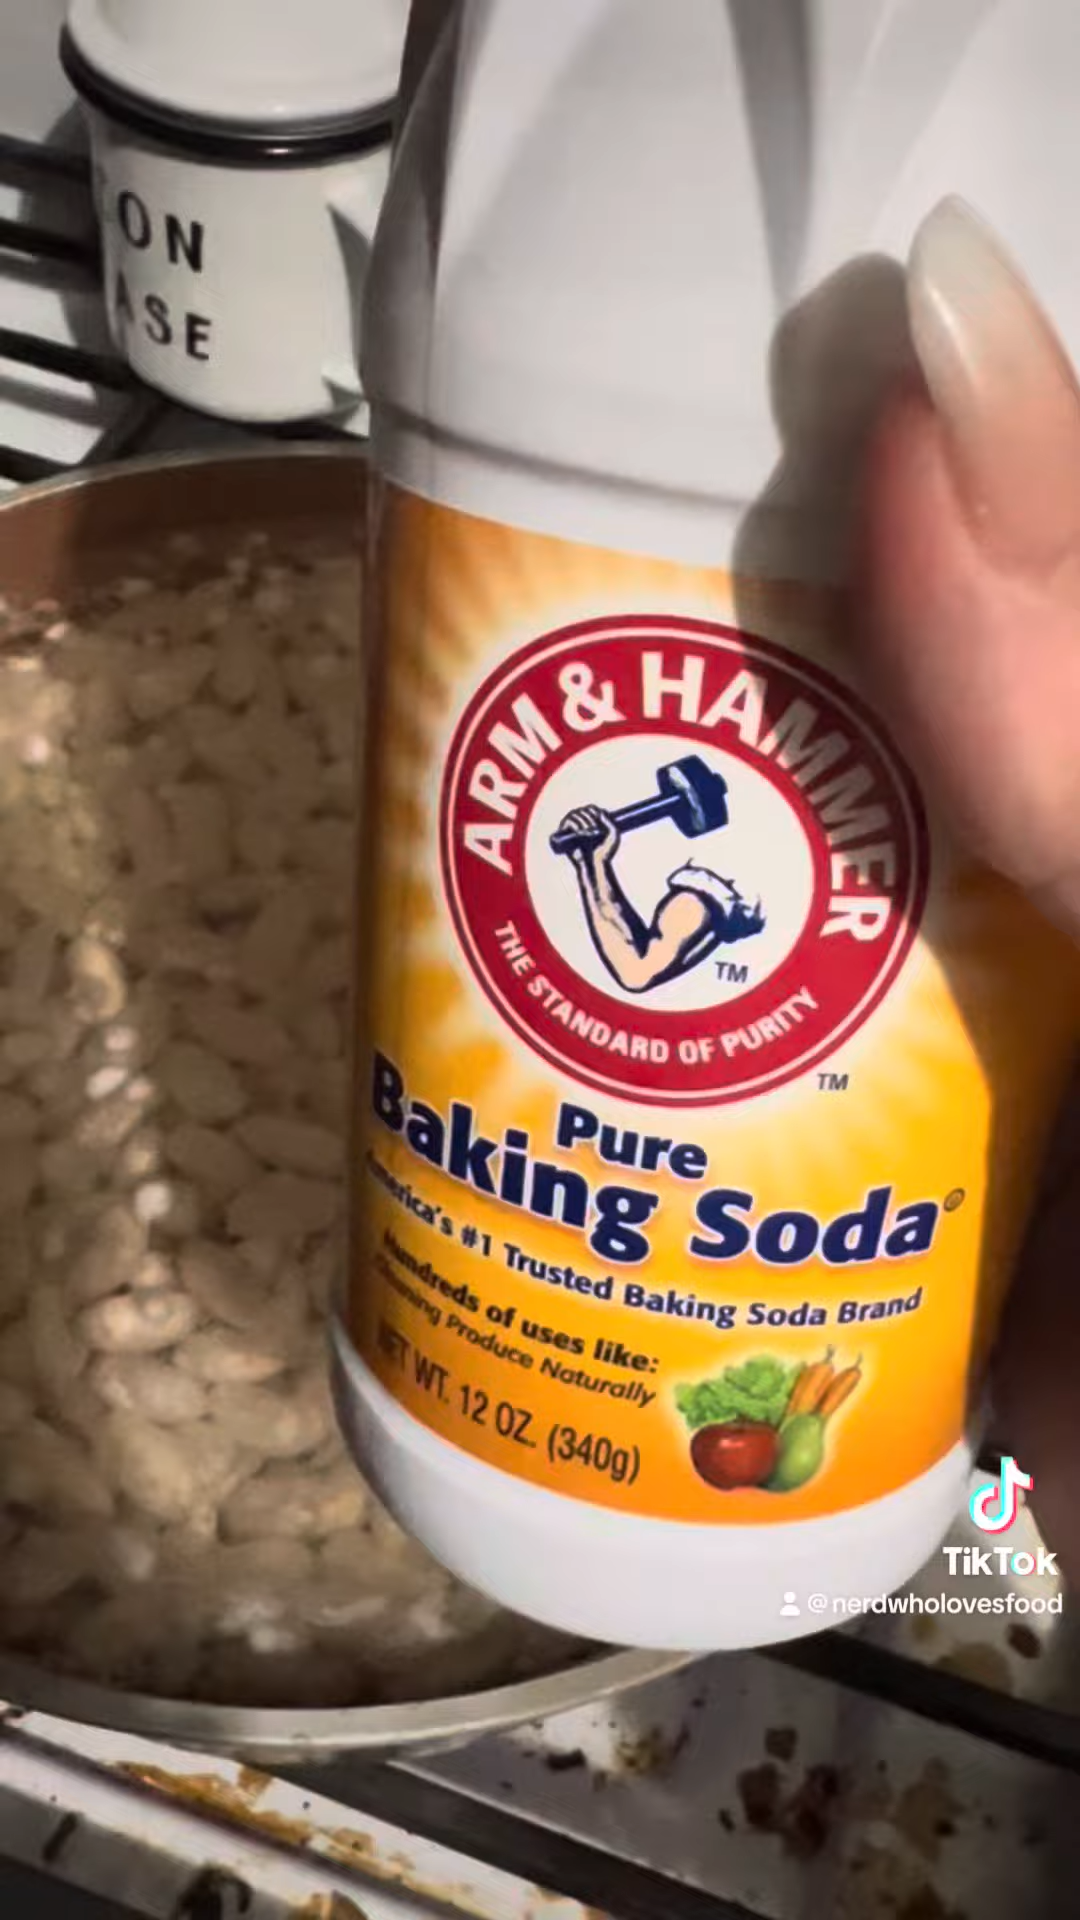 ON
ASE
ARM & HAMMER
THE STANDARD OF PURITY
TM
TM
Pure
Baking Soda
America's #1 Trusted Baking Soda Brand
Hundreds of uses like:
Cleaning Produce Naturally
NET WT. 12 OZ. (340g)
TikTok
@nerdwholovesfood